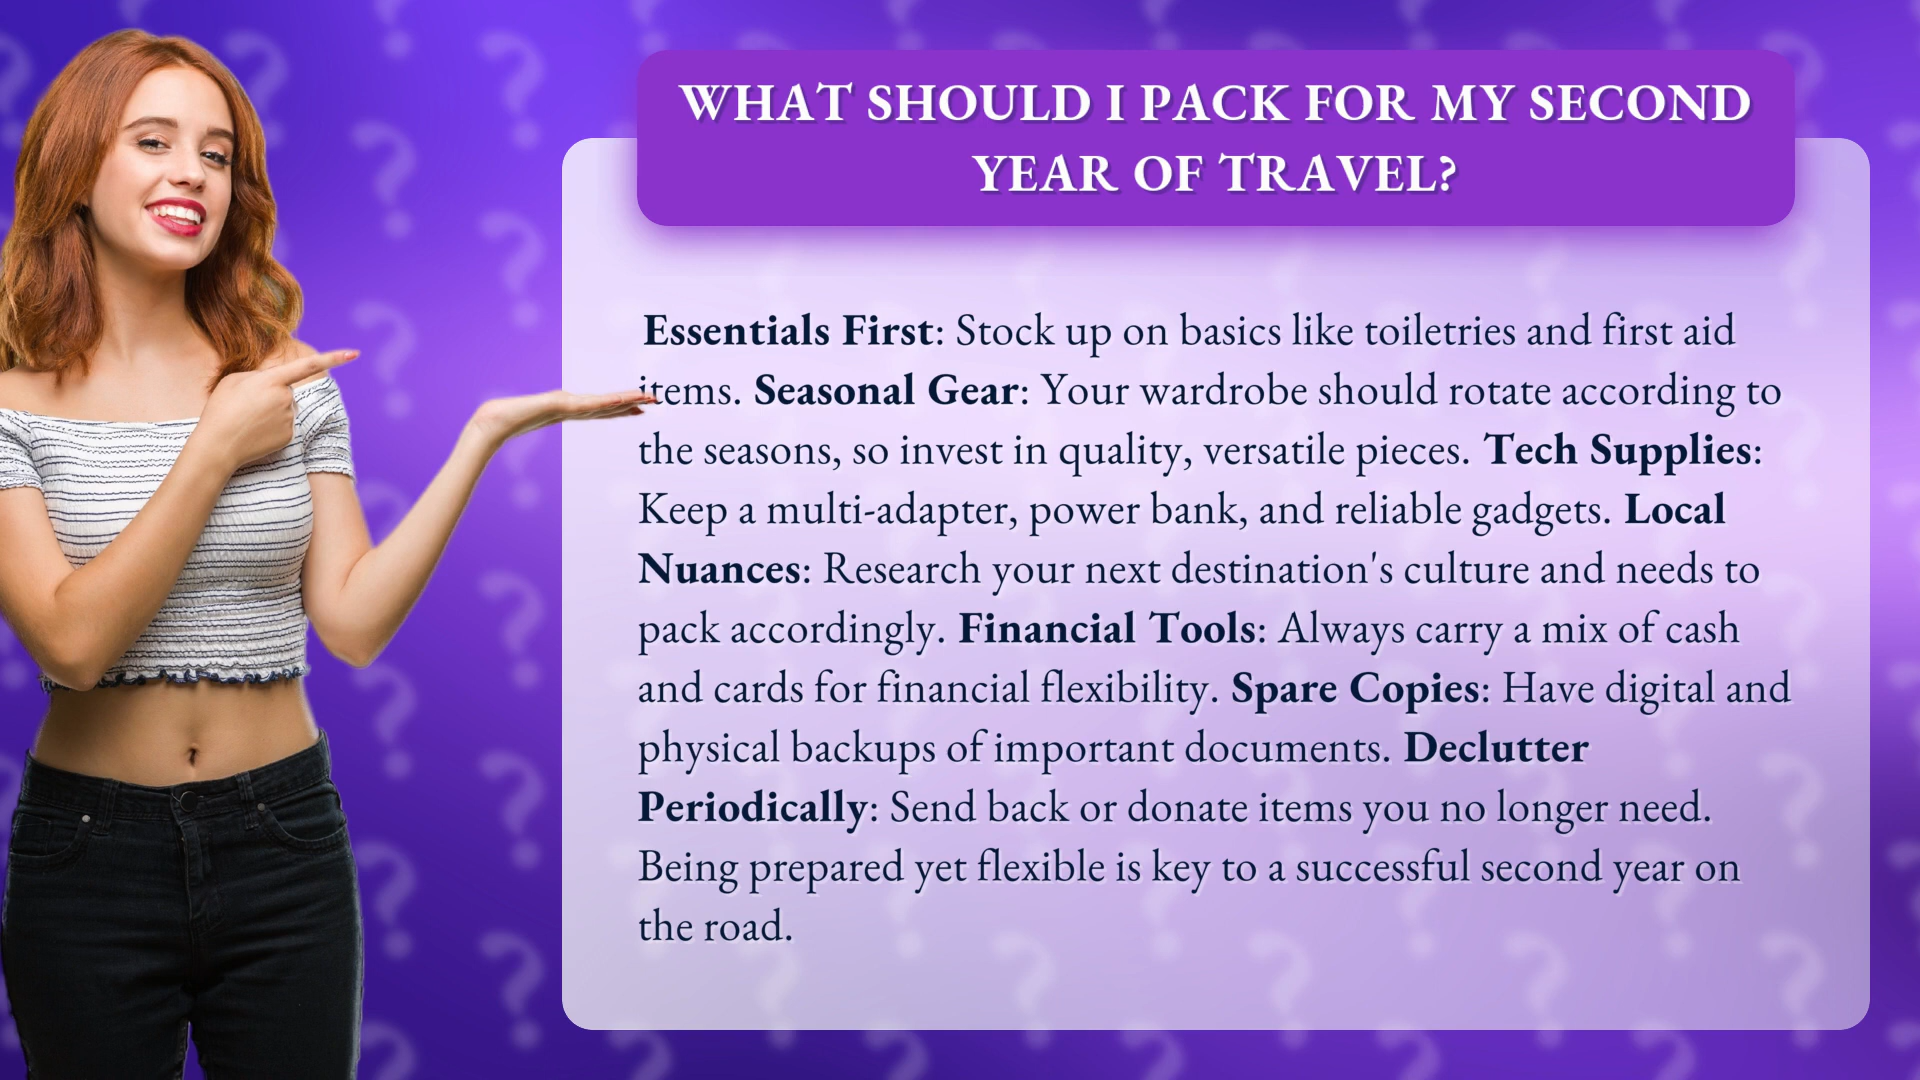 WHAT SHOULD I PACK FOR MY SECOND
YEAR OF TRAVEL?
Essentials First: Stock up on basics like toiletries and first aid
items. Seasonal Gear: Your wardrobe should rotate according to
the seasons, so invest in quality, versatile pieces. Tech Supplies:
Keep a multi-adapter, power bank, and reliable gadgets. Local
Nuances: Research your next destination's culture and needs to
pack accordingly. Financial Tools: Always carry a mix of cash
and cards for financial flexibility. Spare Copies: Have digital and
physical backups of important documents. Declutter
Periodically: Send back or donate items you no longer need.
Being prepared yet flexible is key to a successful second year on
the road.